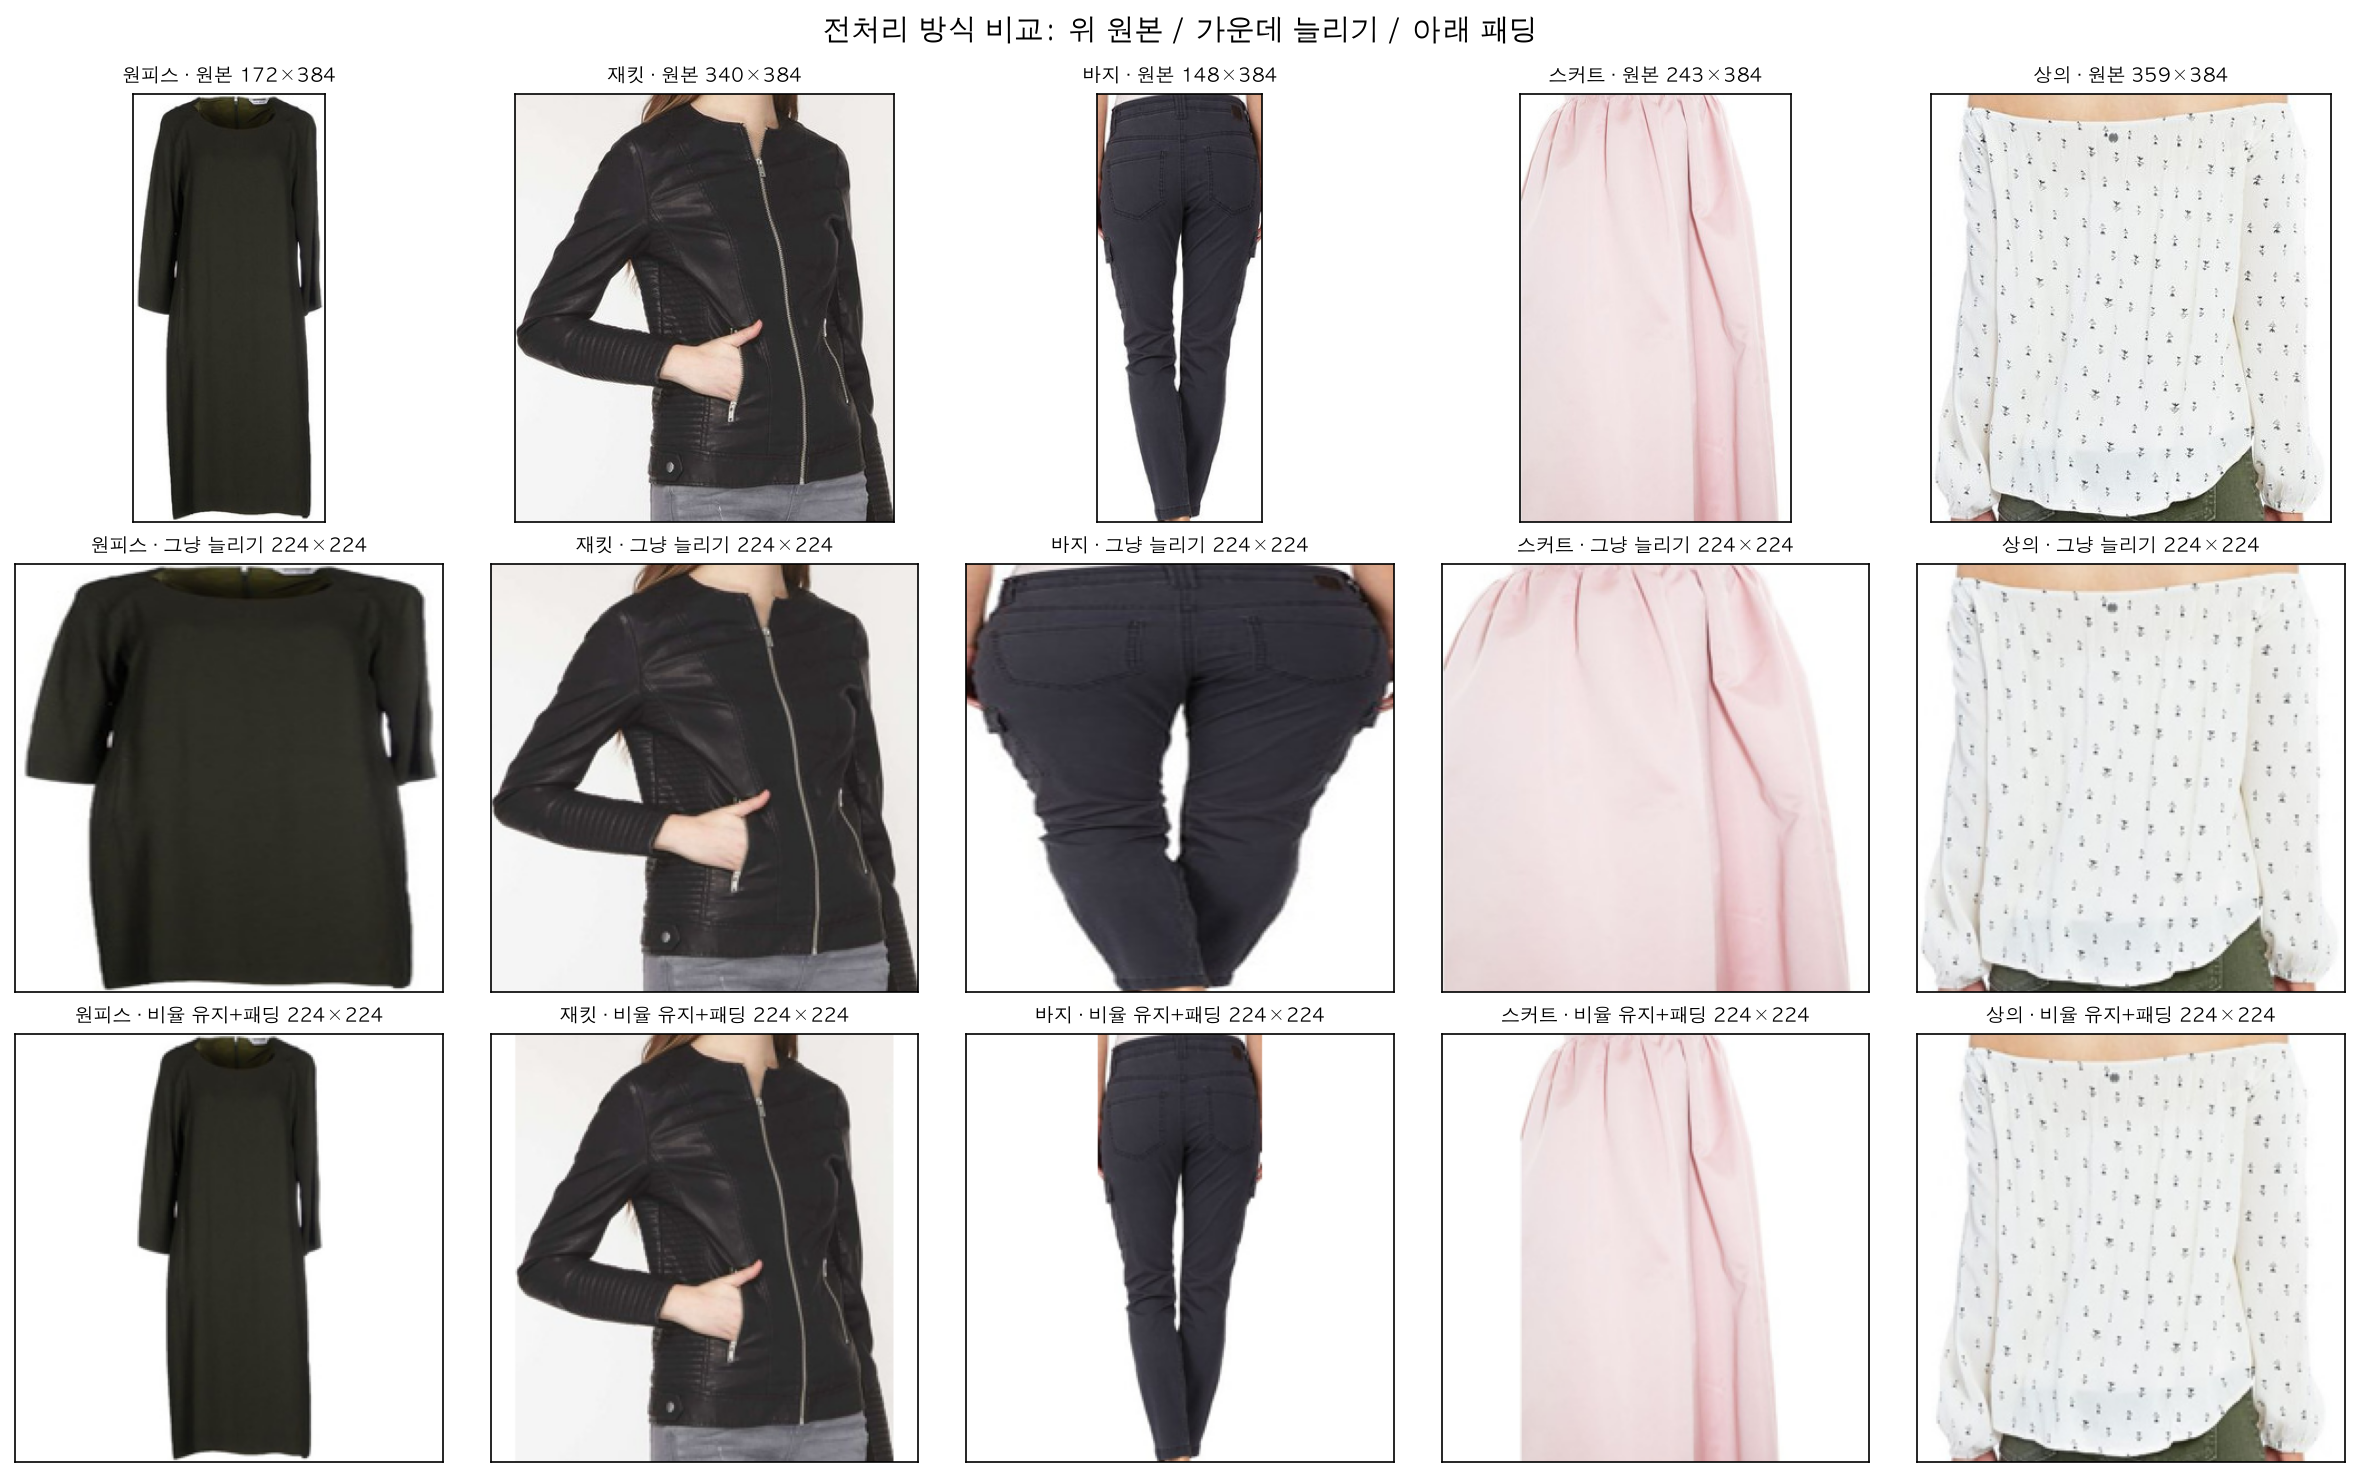 전처리 방식 비교: 위 원본 / 가운데 늘리기 / 아래 패딩
원피스 · 원본 172×384
재킷 · 원본 340×384
바지 · 원본 148×384
스커트 · 원본 243×384
상의 · 원본 359×384
원피스 · 그냥 늘리기 224×224
재킷 · 그냥 늘리기 224×224
바지 · 그냥 늘리기 224×224
스커트 · 그냥 늘리기 224×224
상의 · 그냥 늘리기 224×224
원피스 · 비율 유지+패딩 224×224
재킷 · 비율 유지+패딩 224×224
바지 · 비율 유지+패딩 224×224
스커트 · 비율 유지+패딩 224×224
상의 · 비율 유지+패딩 224×224